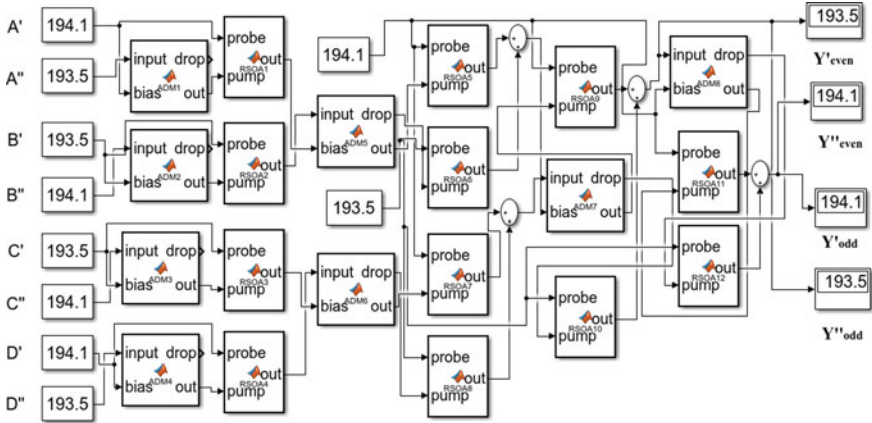 A'
194.1
A"
193.5
input drop
bias out
ADM1
probe
out
pump
RSOA1
B'
193.5
B"
194.1
input drop
bias out
ADM2
probe
out
pump
RSOA2
C'
193.5
C"
194.1
input drop
bias out
ADM3
probe
out
pump
RSOA3
D'
194.1
D"
193.5
input drop
bias out
ADM4
probe
out
pump
RSOA4
194.1
input drop
bias out
ADM5
193.5
input drop
bias out
ADM6
probe
out
pump
RSOA5
probe
out
pump
RSOA6
probe
out
pump
RSOA7
probe
out
pump
RSOA8
probe
out
pump
RSOA9
input drop
bias out
ADM7
probe
out
pump
RSOA10
input drop
bias out
ADM8
probe
out
pump
RSOA11
probe
out
pump
RSOA12
193.5
Y'even
194.1
Y"even
194.1
Y'odd
193.5
Y"odd